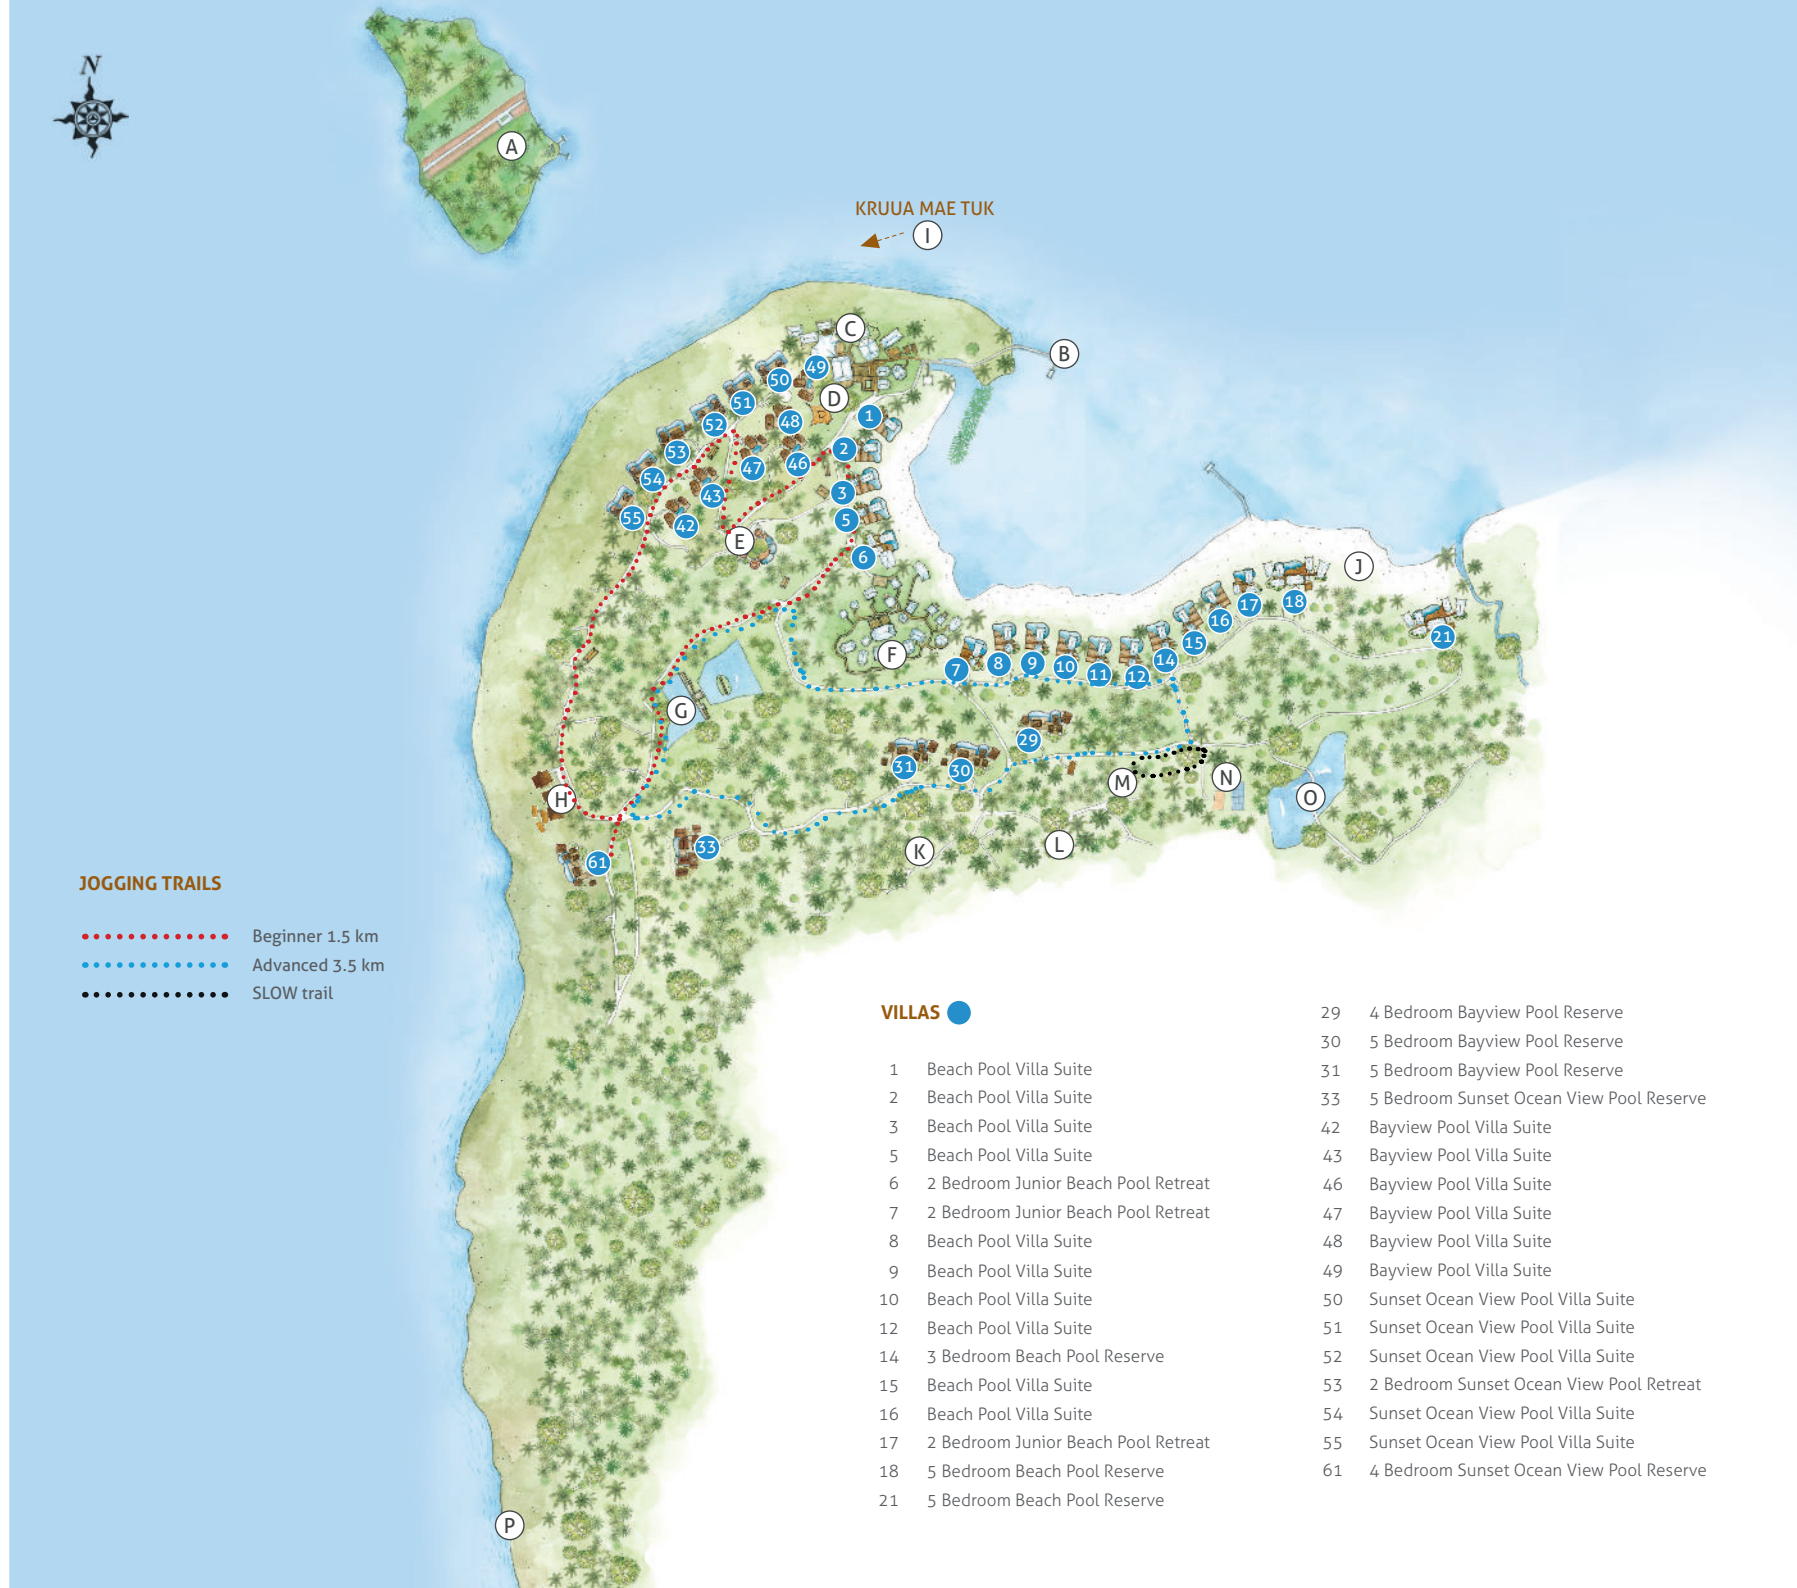 N
A
KRUUA MAE TUK
I
C
B
49
50
D
51
1
52
48
2
53
47
46
54
43
3
55
42
5
E
6
J
17
18
16
21
15
F
14
7
8
9
10
11
12
G
29
31
30
M
N
O
H
33
61
K
L
JOGGING TRAILS
Beginner 1.5 km
Advanced 3.5 km
SLOW trail
P
VILLAS
1 Beach Pool Villa Suite
2 Beach Pool Villa Suite
3 Beach Pool Villa Suite
5 Beach Pool Villa Suite
6 2 Bedroom Junior Beach Pool Retreat
7 2 Bedroom Junior Beach Pool Retreat
8 Beach Pool Villa Suite
9 Beach Pool Villa Suite
10 Beach Pool Villa Suite
12 Beach Pool Villa Suite
14 3 Bedroom Beach Pool Reserve
15 Beach Pool Villa Suite
16 Beach Pool Villa Suite
17 2 Bedroom Junior Beach Pool Retreat
18 5 Bedroom Beach Pool Reserve
21 5 Bedroom Beach Pool Reserve
29 4 Bedroom Bayview Pool Reserve
30 5 Bedroom Bayview Pool Reserve
31 5 Bedroom Bayview Pool Reserve
33 5 Bedroom Sunset Ocean View Pool Reserve
42 Bayview Pool Villa Suite
43 Bayview Pool Villa Suite
46 Bayview Pool Villa Suite
47 Bayview Pool Villa Suite
48 Bayview Pool Villa Suite
49 Bayview Pool Villa Suite
50 Sunset Ocean View Pool Villa Suite
51 Sunset Ocean View Pool Villa Suite
52 Sunset Ocean View Pool Villa Suite
53 2 Bedroom Sunset Ocean View Pool Retreat
54 Sunset Ocean View Pool Villa Suite
55 Sunset Ocean View Pool Villa Suite
61 4 Bedroom Sunset Ocean View Pool Reserve